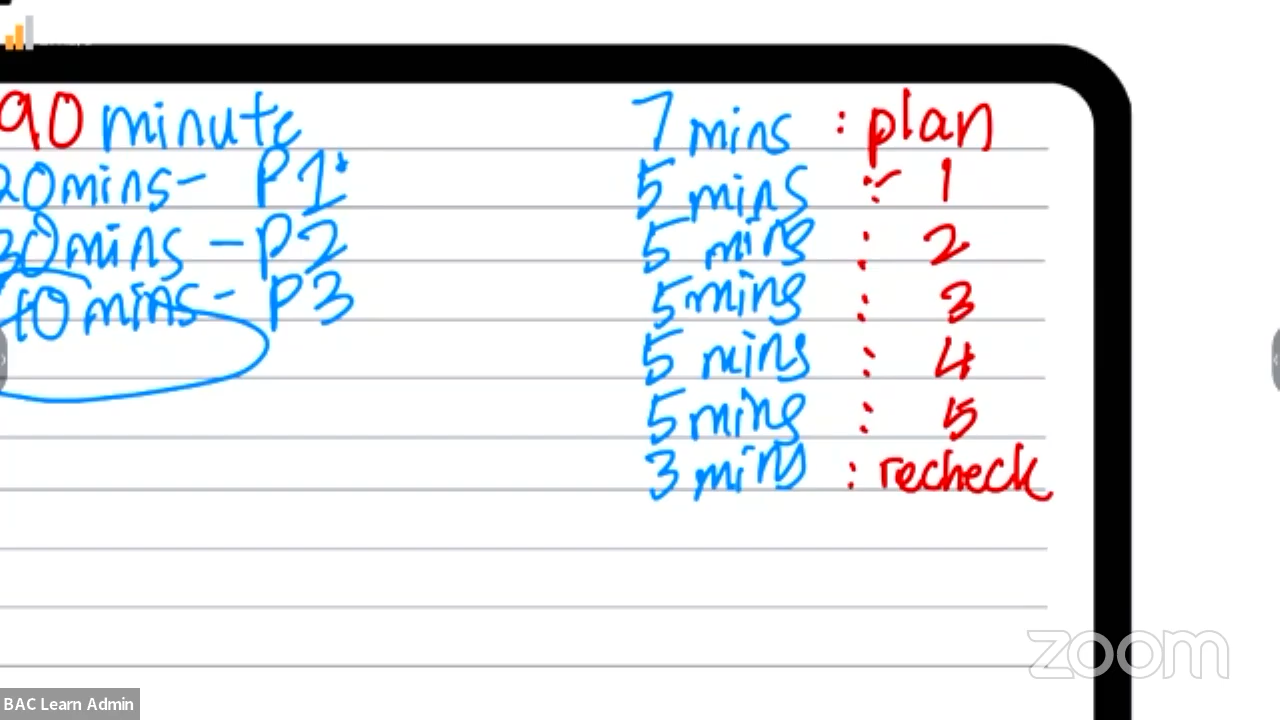 90 minute
20mins- P1
30mins - P2
40mins- P3
7 mins : plan
5 mins : 1
5 mins : 2
5 mins : 3
5 mins : 4
5 mins : 5
3 mins : recheck
zoom
BAC Learn Admin